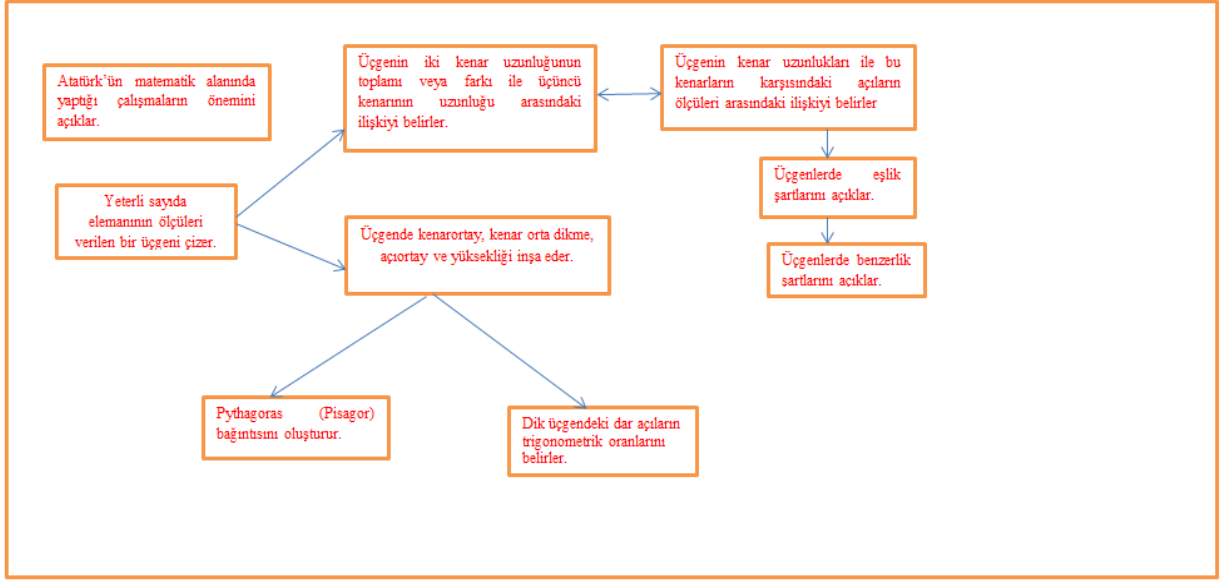 Atatürk'ün matematik alanında
yaptığı çalışmaların önemini
açıklar.
Üçgenin iki kenar uzunluğunun
toplamı veya farkı ile üçüncü
kenarının uzunluğu arasındaki
ilişkiyi belirler.
Üçgenin kenar uzunlukları ile bu
kenarların karşısındaki açıların
ölçüleri arasındaki ilişkiyi belirler
Yeterli sayıda
elemanının ölçüleri
verilen bir üçgeni çizer.
Üçgenlerde eşlik
şartlarını açıklar.
Üçgende kenarortay, kenar orta dikme,
açıortay ve yüksekliği inşa eder.
Üçgenlerde benzerlik
şartlarını açıklar.
Pythagoras (Pisagor)
bağıntısını oluşturur.
Dik üçgendeki dar açıların
trigonometrik oranlarını
belirler.